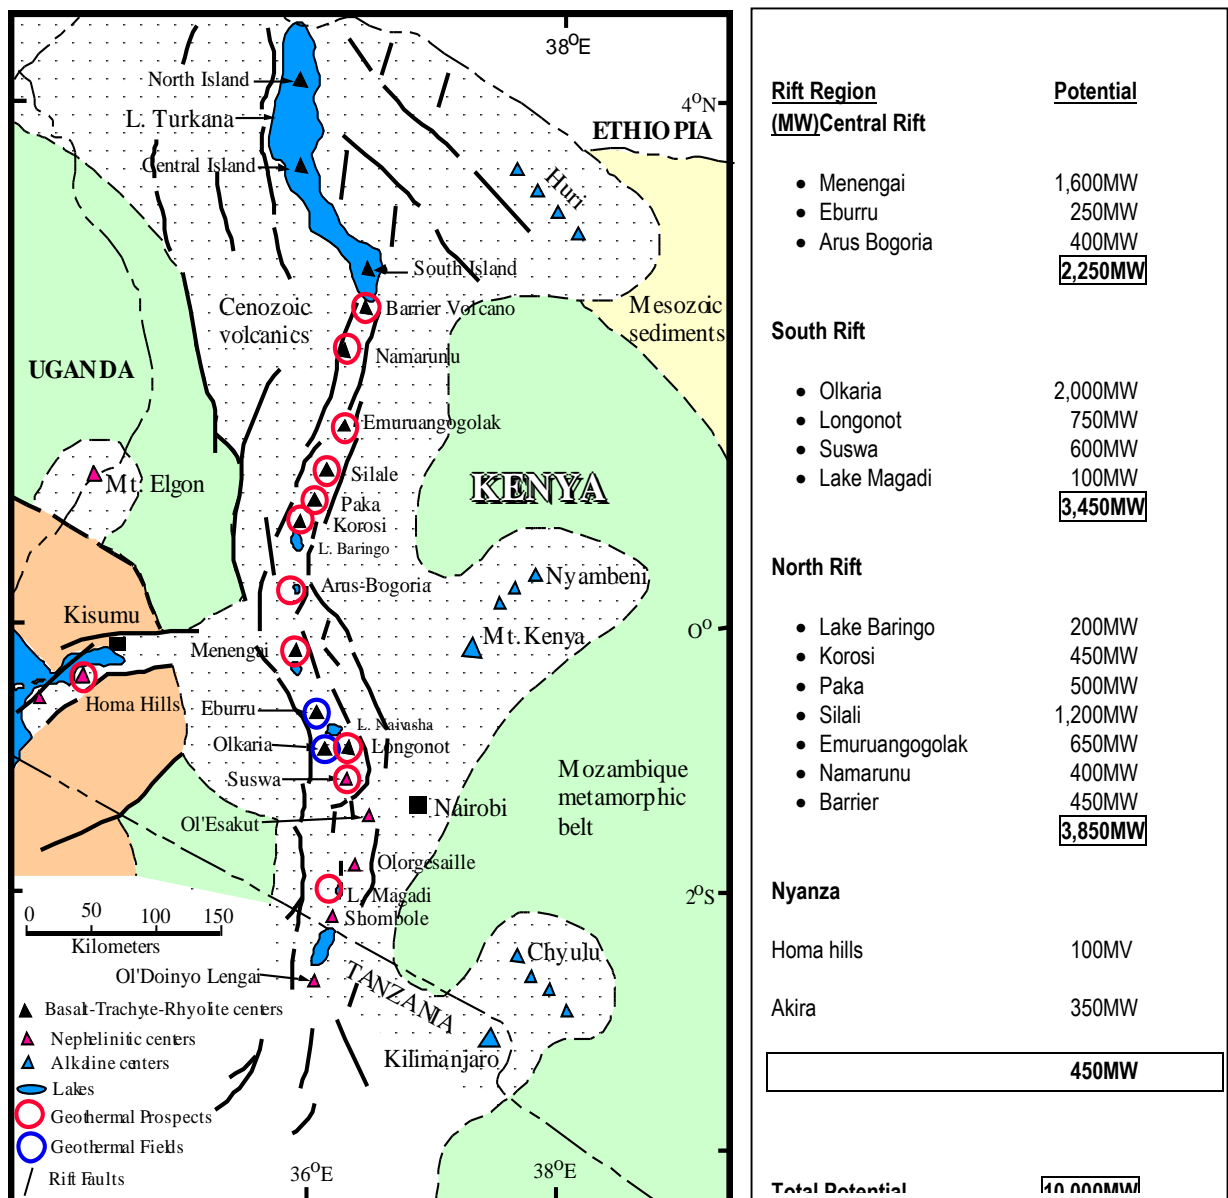 38°E
North Island
4°N
L. Turkana
ETHIOPIA
Central Island
Huri
South Island
Cenozoic
volcanics
Barrier Volcano
Mesozoic
sediments
Namarunu
UGANDA
Emuruangogolak
Silale
Mt. Elgon
KENYA
Paka
Korosi
L. Baringo
Arus-Bogoria
Nyambeni
Kisumu
0°
Menengai
Mt. Kenya
Homa Hills
Eburru
L. Naivasha
Olkaria
Longonot
Suswa
Mozambique
metamorphic
belt
Nairobi
Ol'Esakut
Olorgesaille
L. Magadi
2°S
Shombole
0 50 100 150
Kilometers
Chyulu
Ol'Doinyo Lengai
TANZANIA
Kilimanjaro
Basalt-Trachyte-Rhyolite centers
Nephelinitic centers
Alkaline centers
Lakes
Geothermal Prospects
Geothermal Fields
Rift Faults
36°E
38°E
Rift Region Potential
(MW)Central Rift
• Menengai 1,600MW
• Eburru 250MW
• Arus Bogoria 400MW
2,250MW
South Rift
• Olkaria 2,000MW
• Longonot 750MW
• Suswa 600MW
• Lake Magadi 100MW
3,450MW
North Rift
• Lake Baringo 200MW
• Korosi 450MW
• Paka 500MW
• Silali 1,200MW
• Emuruangogolak 650MW
• Namarunu 400MW
• Barrier 450MW
3,850MW
Nyanza
Homa hills 100MV
Akira 350MW
450MW
Total Potential 10,000MW